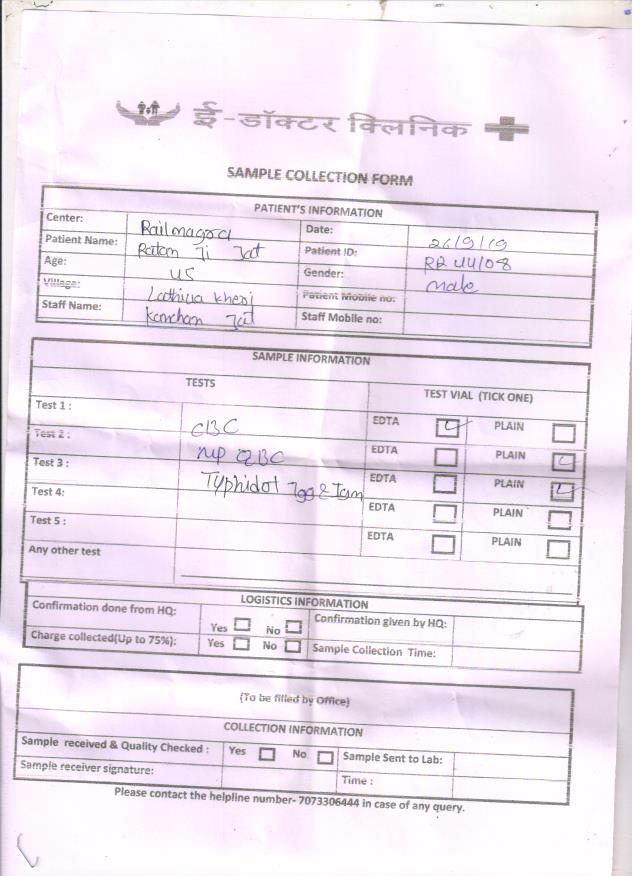 ई-डॉक्टर क्लिनिक
SAMPLE COLLECTION FORM
PATIENT'S INFORMATION
Center: Railmagora Date: 26/9/19
Patient Name: Ratan Ji Jat Patient ID: RR 44/08
Age: 45 Gender: male
Village: Lathiya kheri Patient Mobile no:
Staff Name: Kanchan Jat Staff Mobile no:
SAMPLE INFORMATION
TESTS TEST VIAL (TICK ONE)
Test 1 : CBC EDTA PLAIN
Test 2 : MP QBC EDTA PLAIN
Test 3 : Typhidot Igg & Igm EDTA PLAIN
Test 4: EDTA PLAIN
Test 5 : EDTA PLAIN
Any other test
LOGISTICS INFORMATION
Confirmation done from HQ: Yes No Confirmation given by HQ:
Charge collected(Up to 75%): Yes No Sample Collection Time:
(To be filled by Office)
COLLECTION INFORMATION
Sample received & Quality Checked : Yes No Sample Sent to Lab:
Sample receiver signature: Time :
Please contact the helpline number- 7073306444 in case of any query.